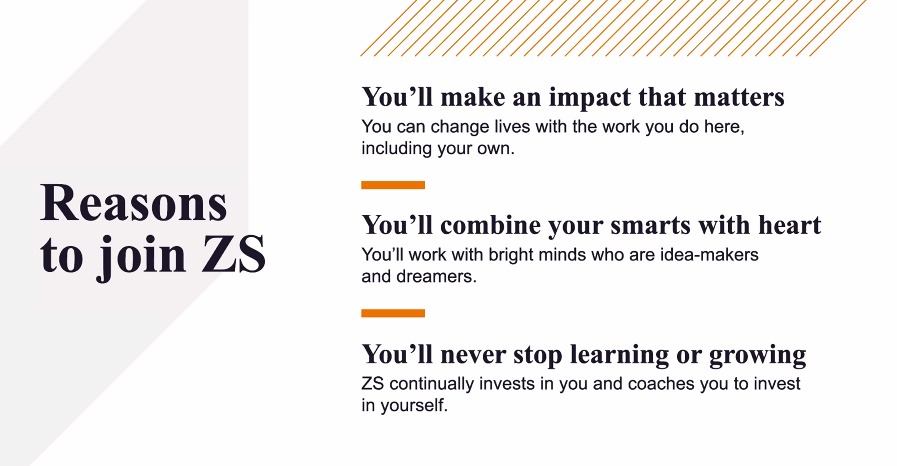 Reasons
to join ZS
You’ll make an impact that matters
You can change lives with the work you do here,
including your own.
You’ll combine your smarts with heart
You’ll work with bright minds who are idea-makers
and dreamers.
You’ll never stop learning or growing
ZS continually invests in you and coaches you to invest
in yourself.